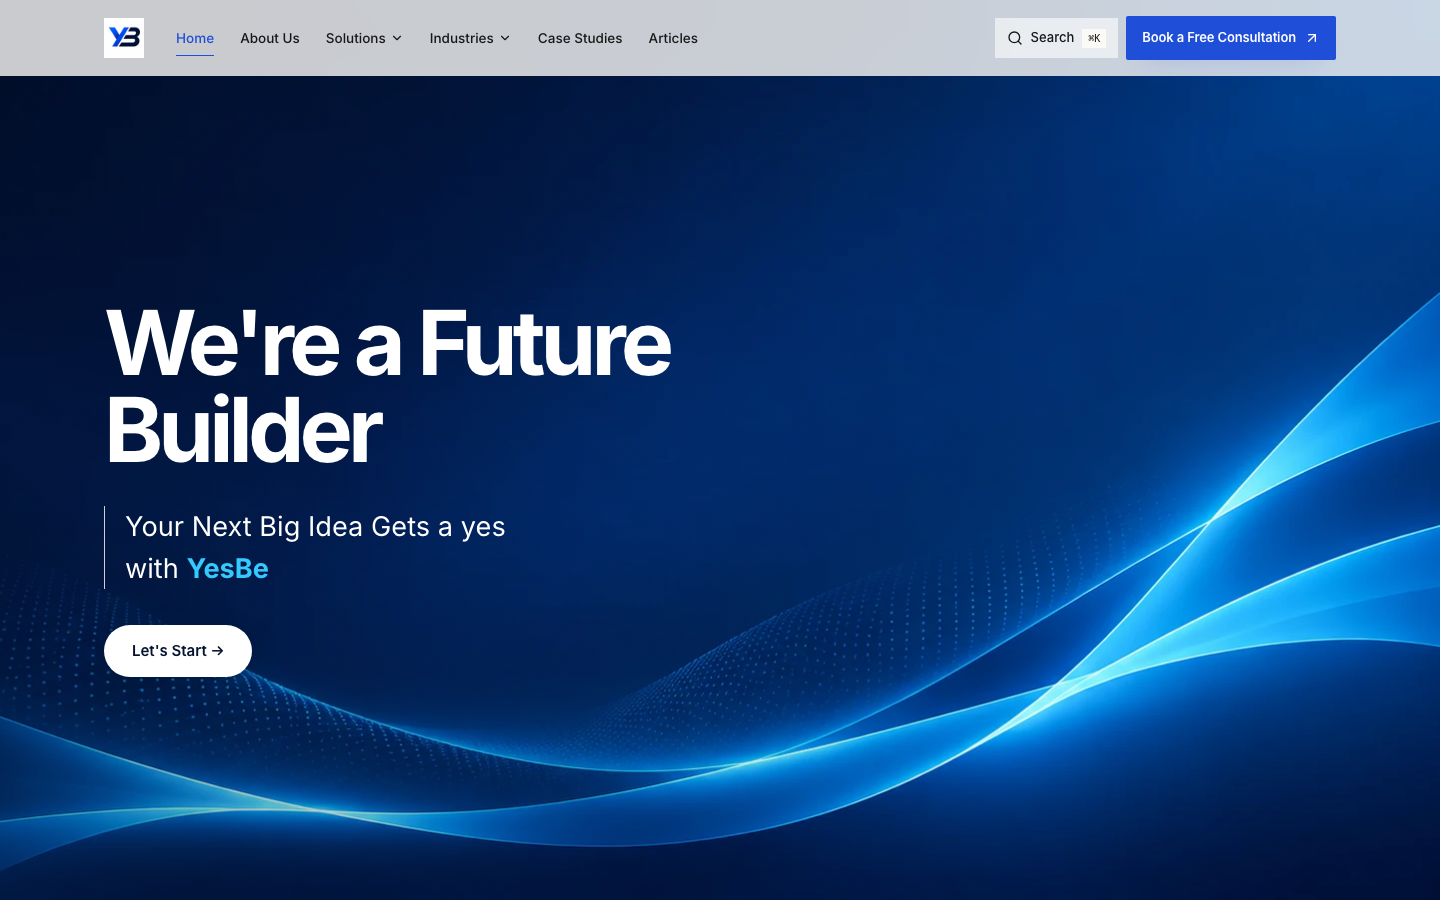 YB
Home
About Us
Solutions
Industries
Case Studies
Articles
Search
⌘K
Book a Free Consultation
We're a Future
Builder
Your Next Big Idea Gets a yes
with YesBe
Let's Start →